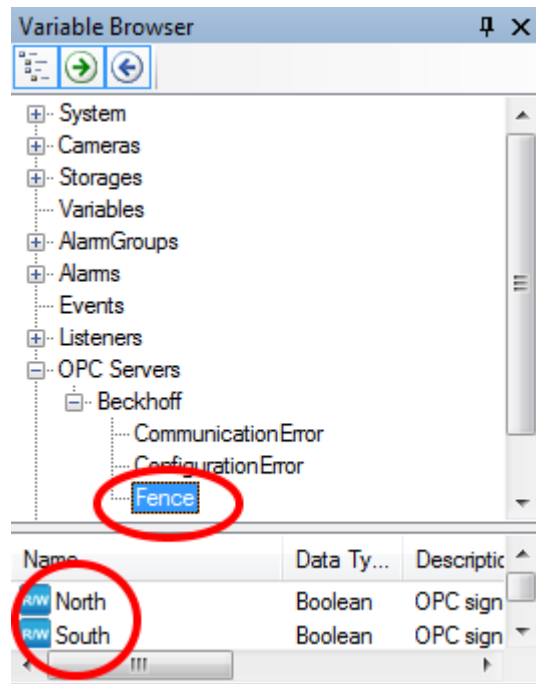 Variable Browser
System
Cameras
Storages
Variables
AlarmGroups
Alarms
Events
Listeners
OPC Servers
Beckhoff
CommunicationError
ConfigurationError
Fence
Name Data Ty... Descriptic
R/W North Boolean OPC sign
R/W South Boolean OPC sign